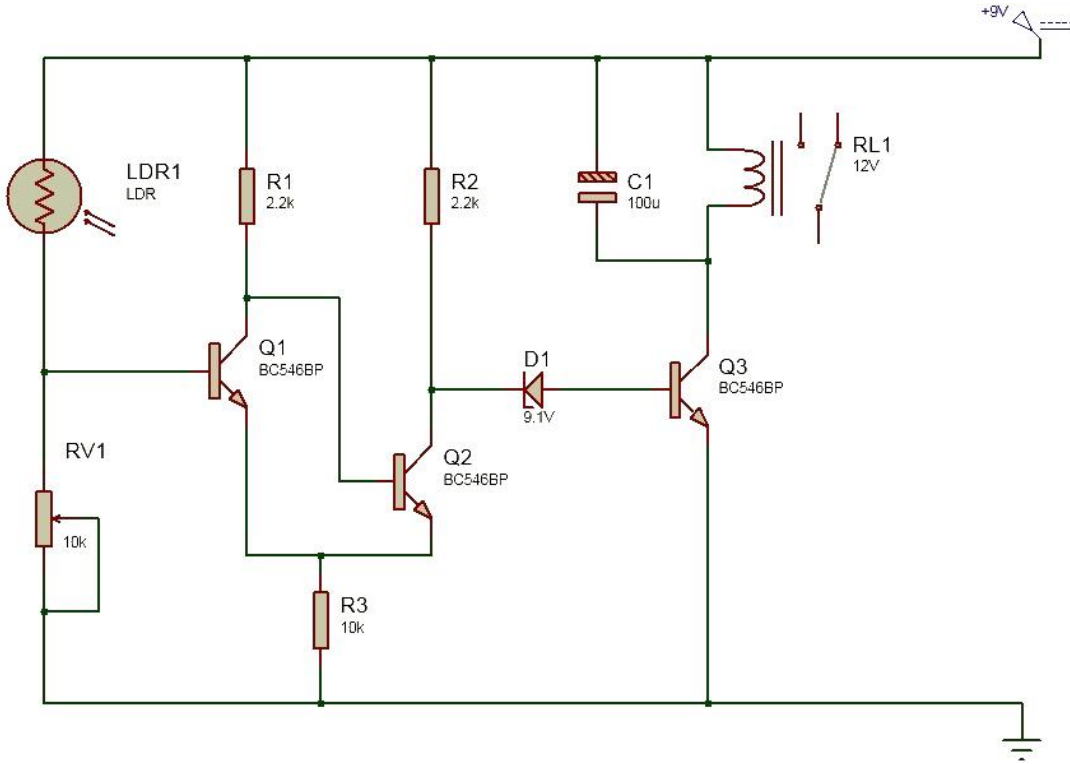 +9V
LDR1
LDR
R1
2.2k
R2
2.2k
C1
100u
RL1
12V
Q1
BC546BP
D1
9.1V
Q3
BC546BP
RV1
10k
Q2
BC546BP
R3
10k